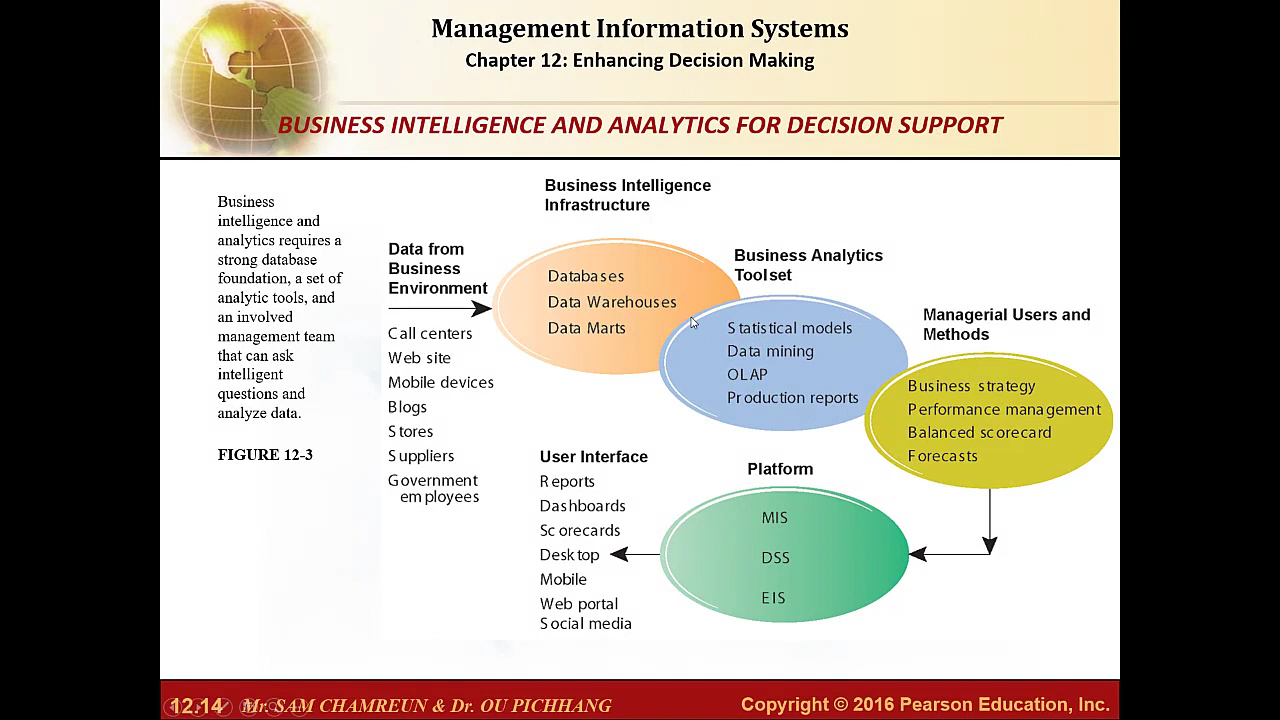 Management Information Systems
Chapter 12: Enhancing Decision Making
BUSINESS INTELLIGENCE AND ANALYTICS FOR DECISION SUPPORT
Business
intelligence and
analytics requires a
strong database
foundation, a set of
analytic tools, and
an involved
management team
that can ask
intelligent
questions and
analyze data.
FIGURE 12-3
Data from
Business
Environment
Call centers
Web site
Mobile devices
Blogs
Stores
Suppliers
Government
employees
Business Intelligence
Infrastructure
Databases
Data Warehouses
Data Marts
Business Analytics
Toolset
Statistical models
Data mining
OLAP
Production reports
Managerial Users and
Methods
Business strategy
Performance management
Balanced scorecard
Forecasts
Platform
MIS
DSS
EIS
User Interface
Reports
Dashboards
Scorecards
Desktop
Mobile
Web portal
Social media
12.14
Mr. SAM CHAMREUN & Dr. OU PICHHANG
Copyright © 2016 Pearson Education, Inc.